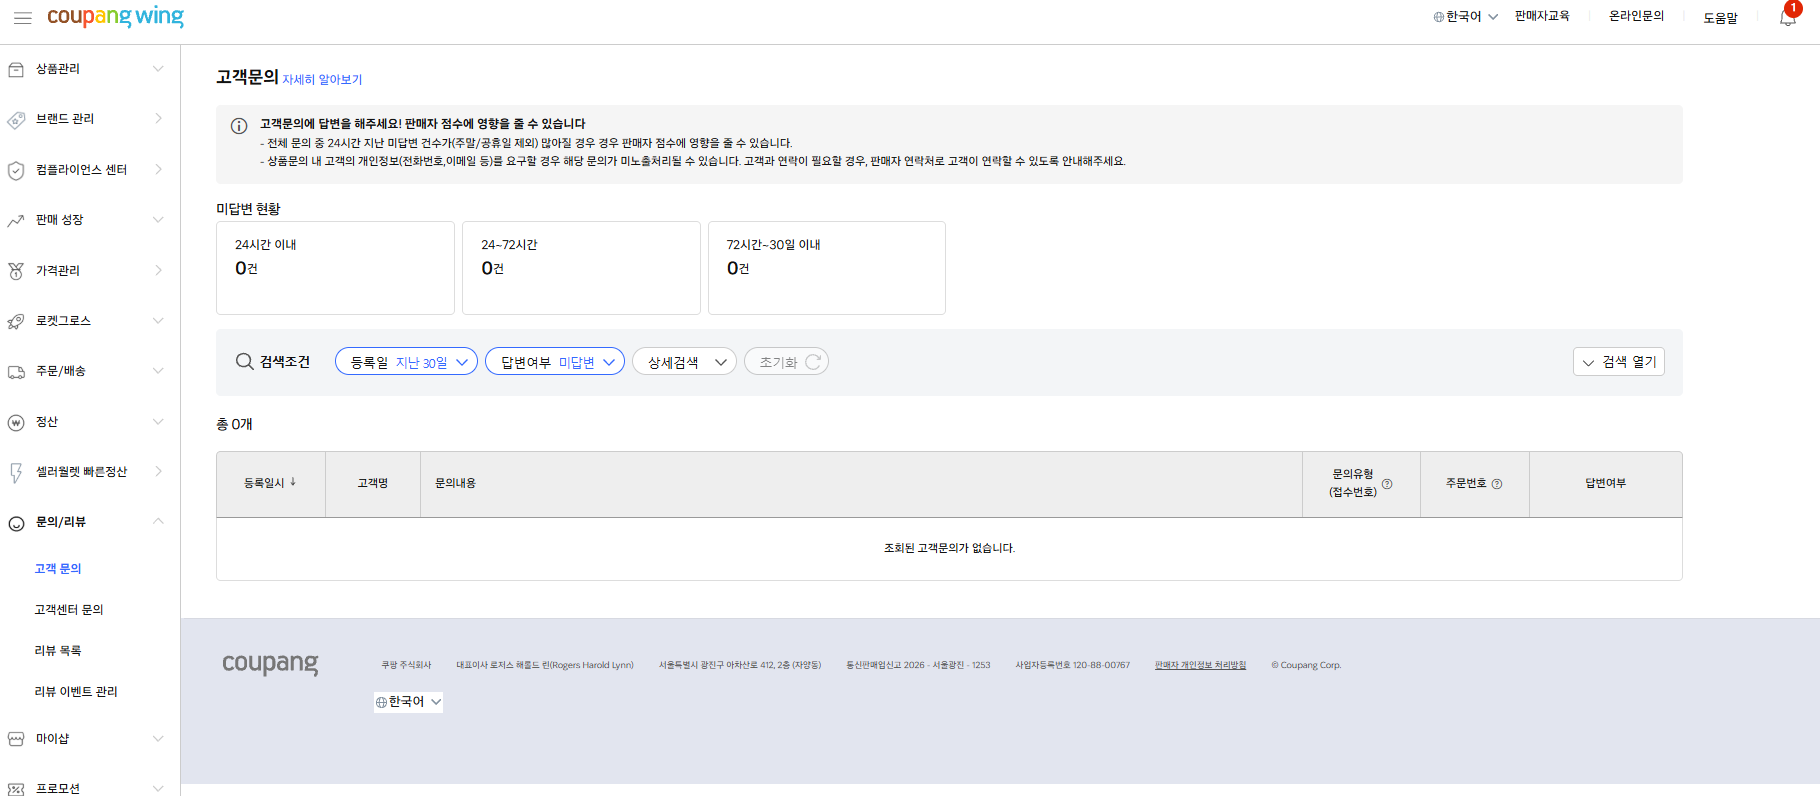 coupang wing
한국어
판매자교육
온라인문의
도움말
1
상품관리
브랜드 관리
컴플라이언스 센터
판매 성장
가격관리
로켓그로스
주문/배송
정산
셀러월렛 빠른정산
문의/리뷰
고객 문의
고객센터 문의
리뷰 목록
리뷰 이벤트 관리
마이샵
프로모션
고객문의 자세히 알아보기
고객문의에 답변을 해주세요! 판매자 점수에 영향을 줄 수 있습니다
- 전체 문의 중 24시간 지난 미답변 건수가(주말/공휴일 제외) 많아질 경우 경우 판매자 점수에 영향을 줄 수 있습니다.
- 상품문의 내 고객의 개인정보(전화번호,이메일 등)를 요구할 경우 해당 문의가 미노출처리될 수 있습니다. 고객과 연락이 필요할 경우, 판매자 연락처로 고객이 연락할 수 있도록 안내해주세요.
미답변 현황
24시간 이내
0건
24~72시간
0건
72시간~30일 이내
0건
검색조건
등록일 지난 30일
답변여부 미답변
상세검색
초기화
검색 열기
총 0개
등록일시 ↓
고객명
문의내용
문의유형
(접수번호)
주문번호
답변여부
조회된 고객문의가 없습니다.
coupang
쿠팡 주식회사
대표이사 로저스 해롤드 린(Rogers Harold Lynn)
서울특별시 광진구 아차산로 412, 2층 (자양동)
통신판매업신고 2026 - 서울광진 - 1253
사업자등록번호 120-88-00767
판매자 개인정보 처리방침
© Coupang Corp.
한국어